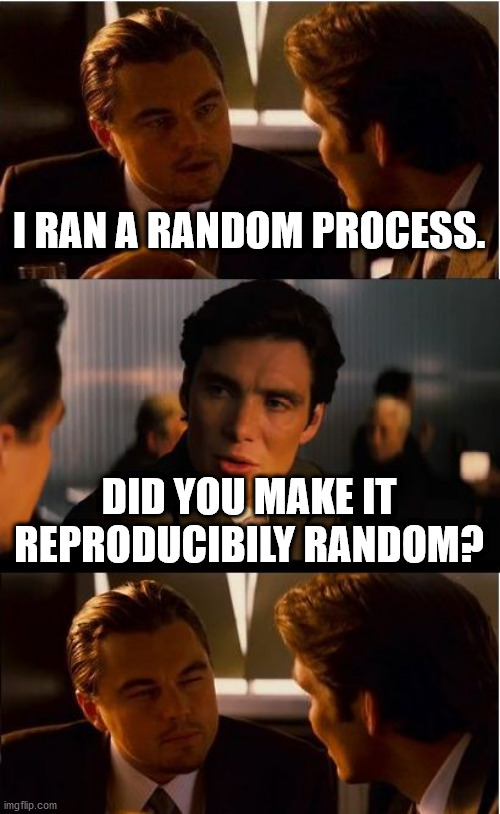 I RAN A RANDOM PROCESS.
DID YOU MAKE IT
REPRODUCIBILY RANDOM?
imgflip.com